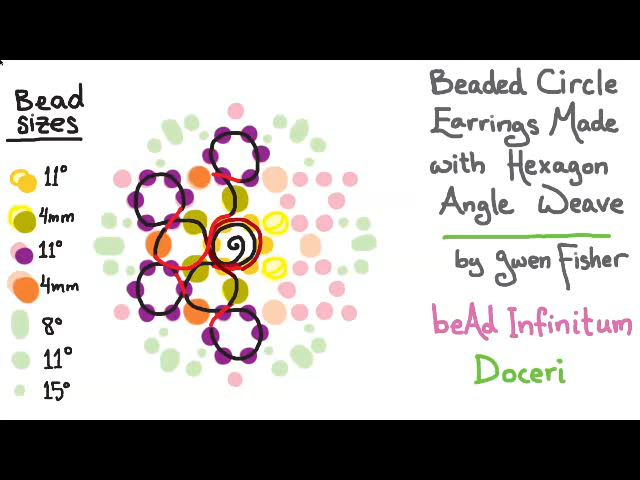 Bead
sizes
11°
4mm
11°
4mm
8°
11°
15°
Beaded Circle
Earrings Made
with Hexagon
Angle Weave
by gwen Fisher
beAd Infinitum
Doceri